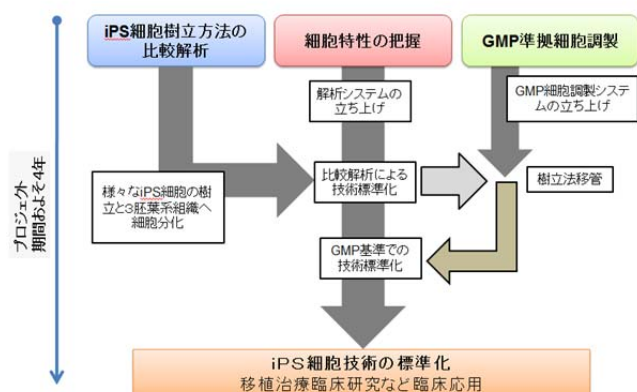 iPS細胞樹立方法の
比較解析
細胞特性の把握
GMP準拠細胞調製
解析システムの
立ち上げ
GMP細胞調製システ
ムの立ち上げ
プロジェクト
期間およそ4年
様々なiPS細胞の樹
立と3胚葉系組織へ
細胞分化
比較解析による
技術標準化
樹立法移管
GMP基準での
技術標準化
iPS細胞技術の標準化
移植治療臨床研究など臨床応用